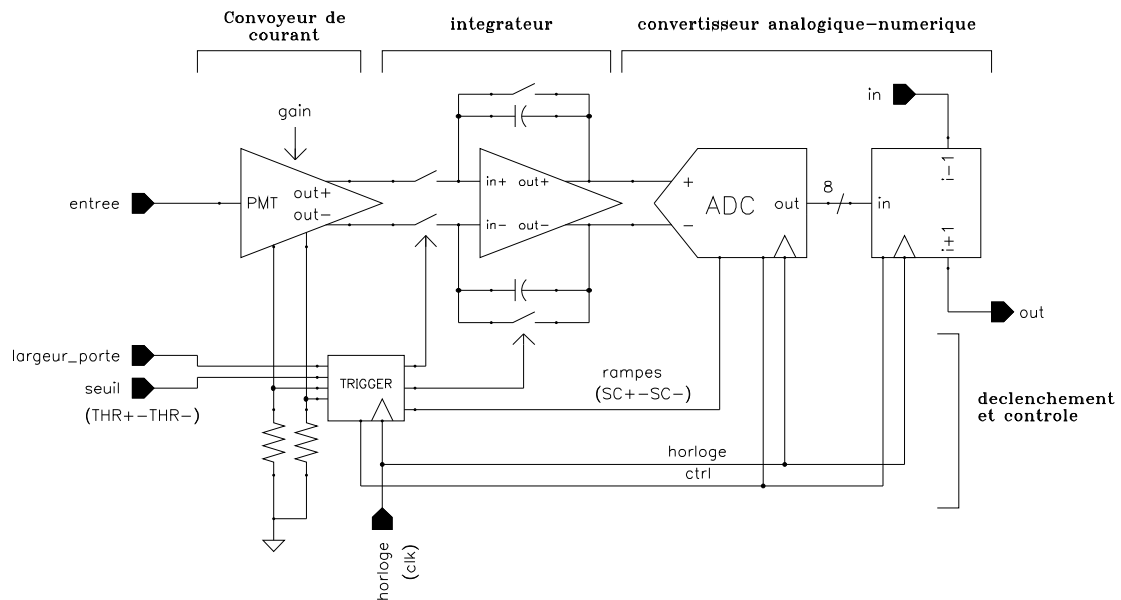 Convoyeur de
courant
integrateur
convertisseur analogique-numerique
in
gain
entree
PMT
out+
out-
in+ out+
in- out-
+
-
ADC
out
8
in
i-1
i+1
out
largeur_porte
seuil
(THR+-THR-)
TRIGGER
rampes
(SC+-SC-)
declenchement
et controle
horloge
ctrl
horloge
(clk)